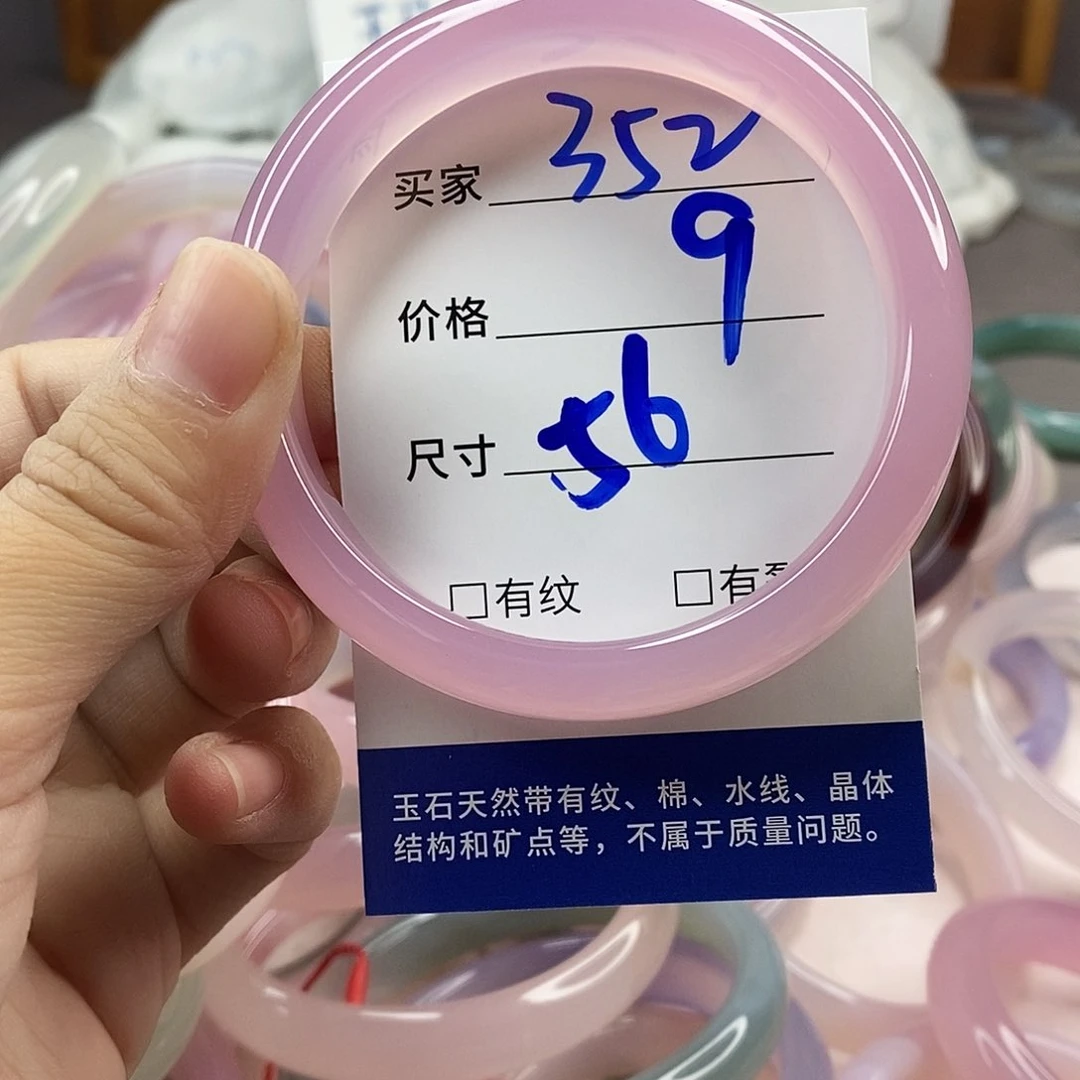 买家 352
9
价格
尺寸 56
□有纹 □有
玉石天然带有纹、棉、水线、晶体
结构和矿点等，不属于质量问题。